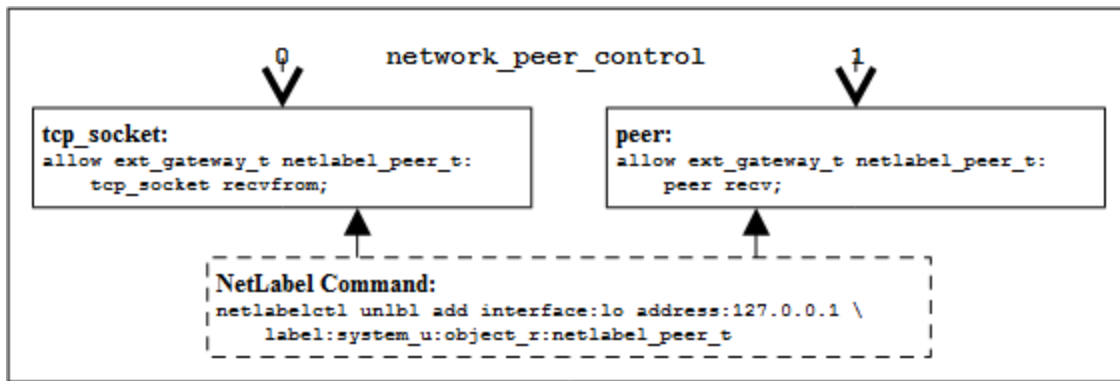 0 network_peer_control 1
tcp_socket:
allow ext_gateway_t netlabel_peer_t:
tcp_socket recvfrom;
peer:
allow ext_gateway_t netlabel_peer_t:
peer recv;
NetLabel Command:
netlabelctl unlbl add interface:lo address:127.0.0.1 \
label:system_u:object_r:netlabel_peer_t